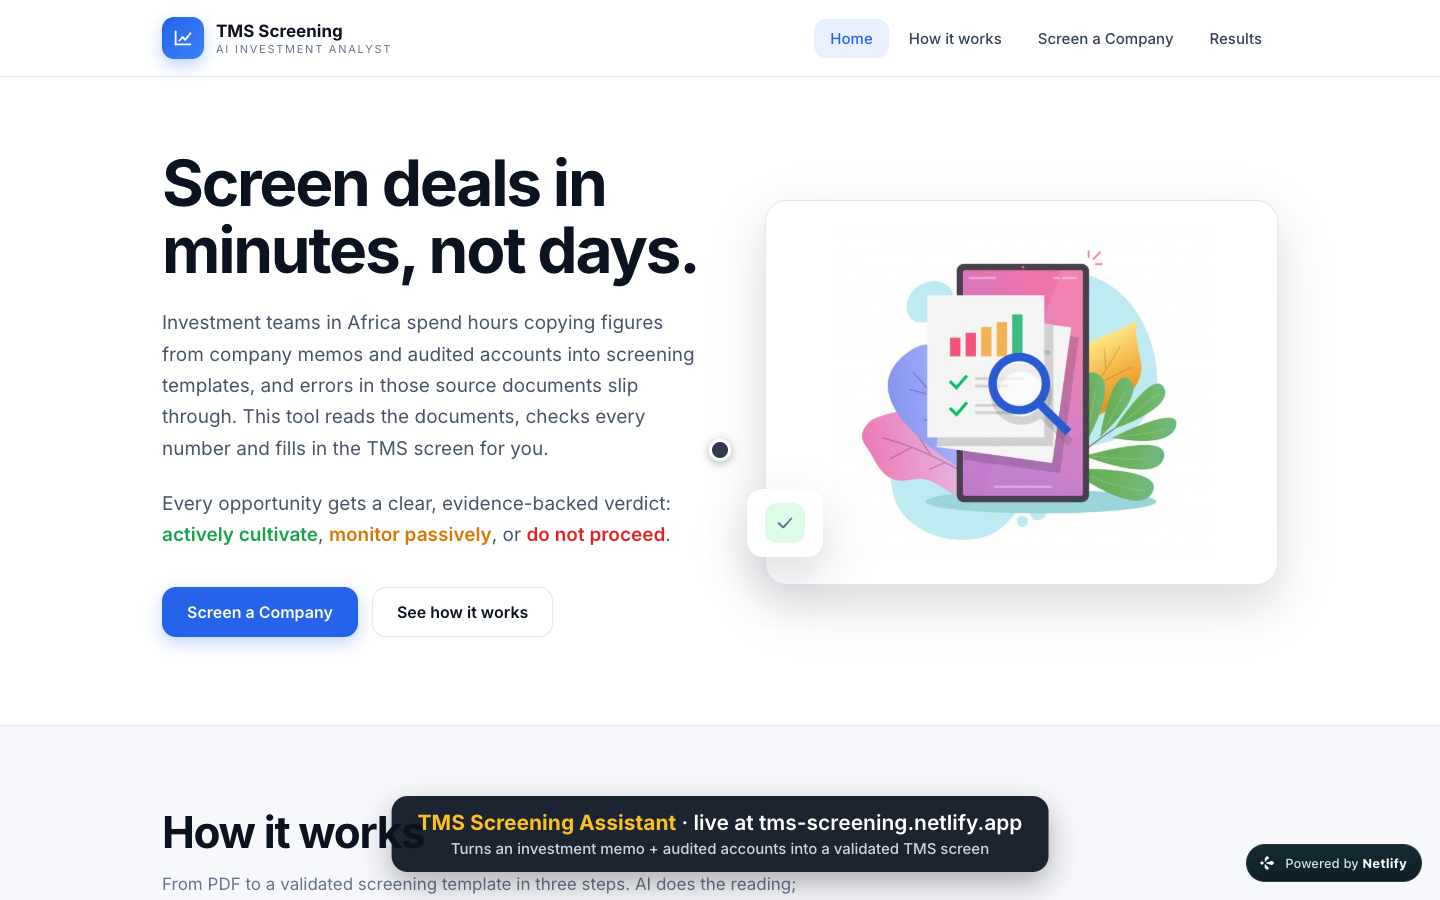 TMS Screening
AI INVESTMENT ANALYST
Home
How it works
Screen a Company
Results
Screen deals in
minutes, not days.
Investment teams in Africa spend hours copying figures
from company memos and audited accounts into screening
templates, and errors in those source documents slip
through. This tool reads the documents, checks every
number and fills in the TMS screen for you.
Every opportunity gets a clear, evidence-backed verdict:
actively cultivate, monitor passively, or do not proceed.
Screen a Company
See how it works
How it works
TMS Screening Assistant · live at tms-screening.netlify.app
Turns an investment memo + audited accounts into a validated TMS screen
From PDF to a validated screening template in three steps. AI does the reading;
Powered by Netlify